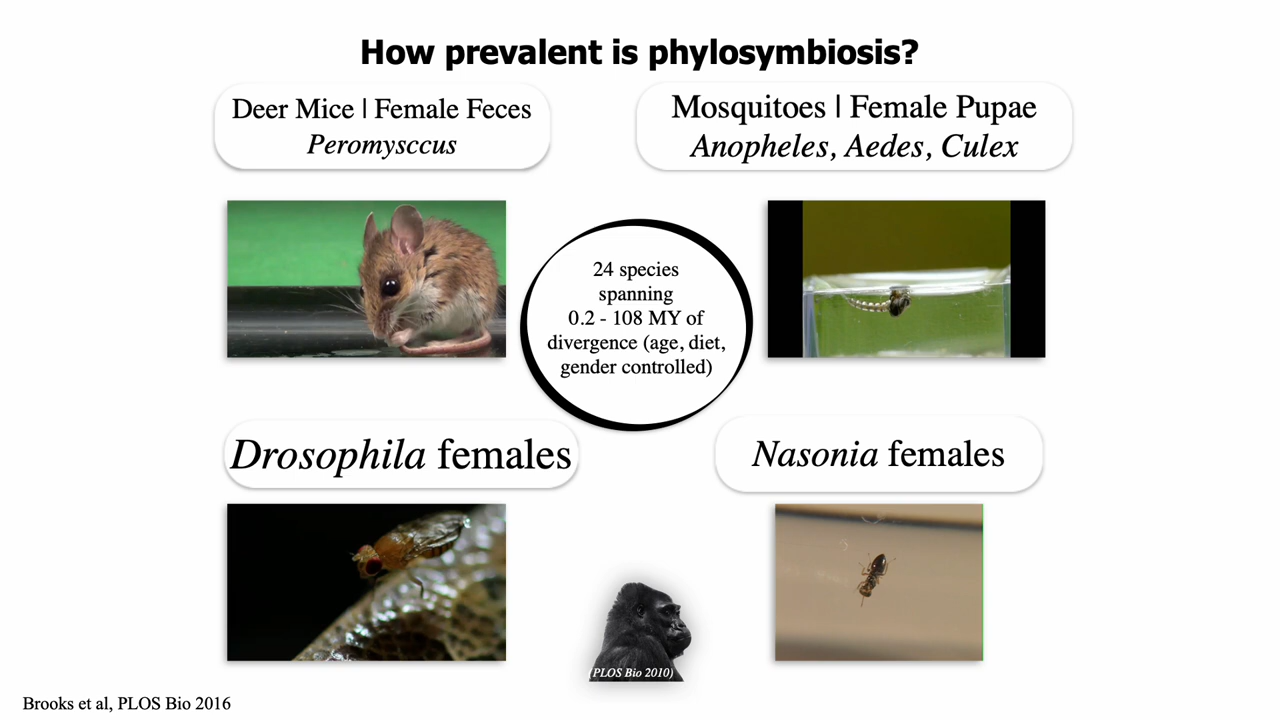 How prevalent is phylosymbiosis?
Deer Mice | Female Feces
Peromysccus
Mosquitoes | Female Pupae
Anopheles, Aedes, Culex
24 species
spanning
0.2 - 108 MY of
divergence (age, diet,
gender controlled)
Drosophila females
Nasonia females
(PLOS Bio 2010)
Brooks et al, PLOS Bio 2016